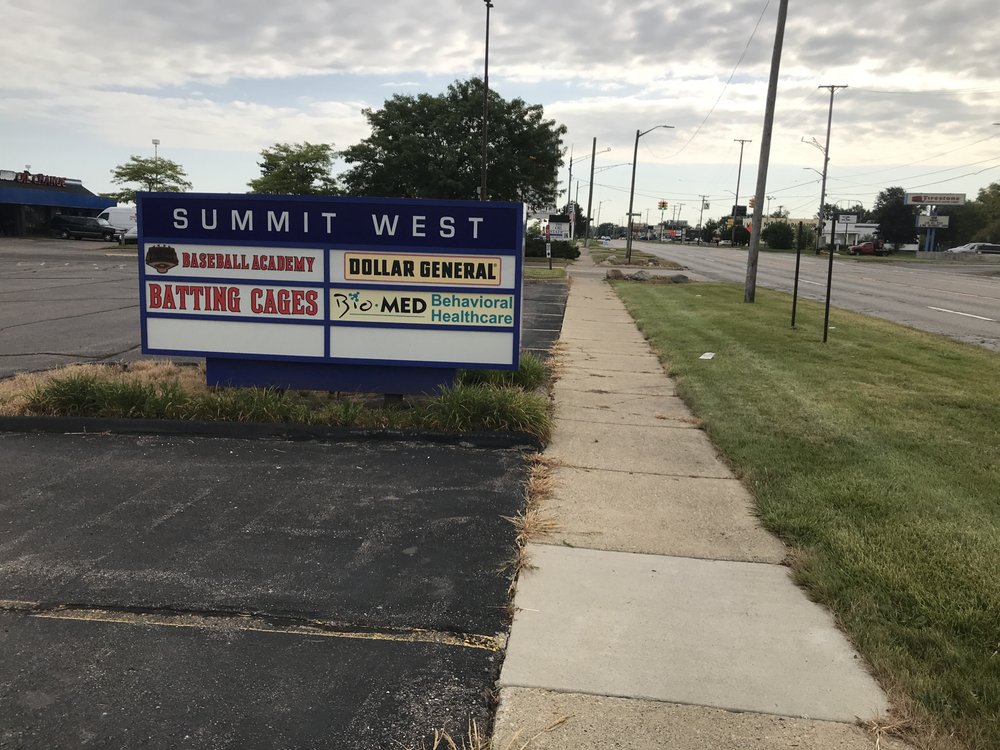 SUMMIT WEST
BASEBALL ACADEMY
BATTING CAGES
DOLLAR GENERAL
Bio-MED Behavioral
Healthcare
Firestone